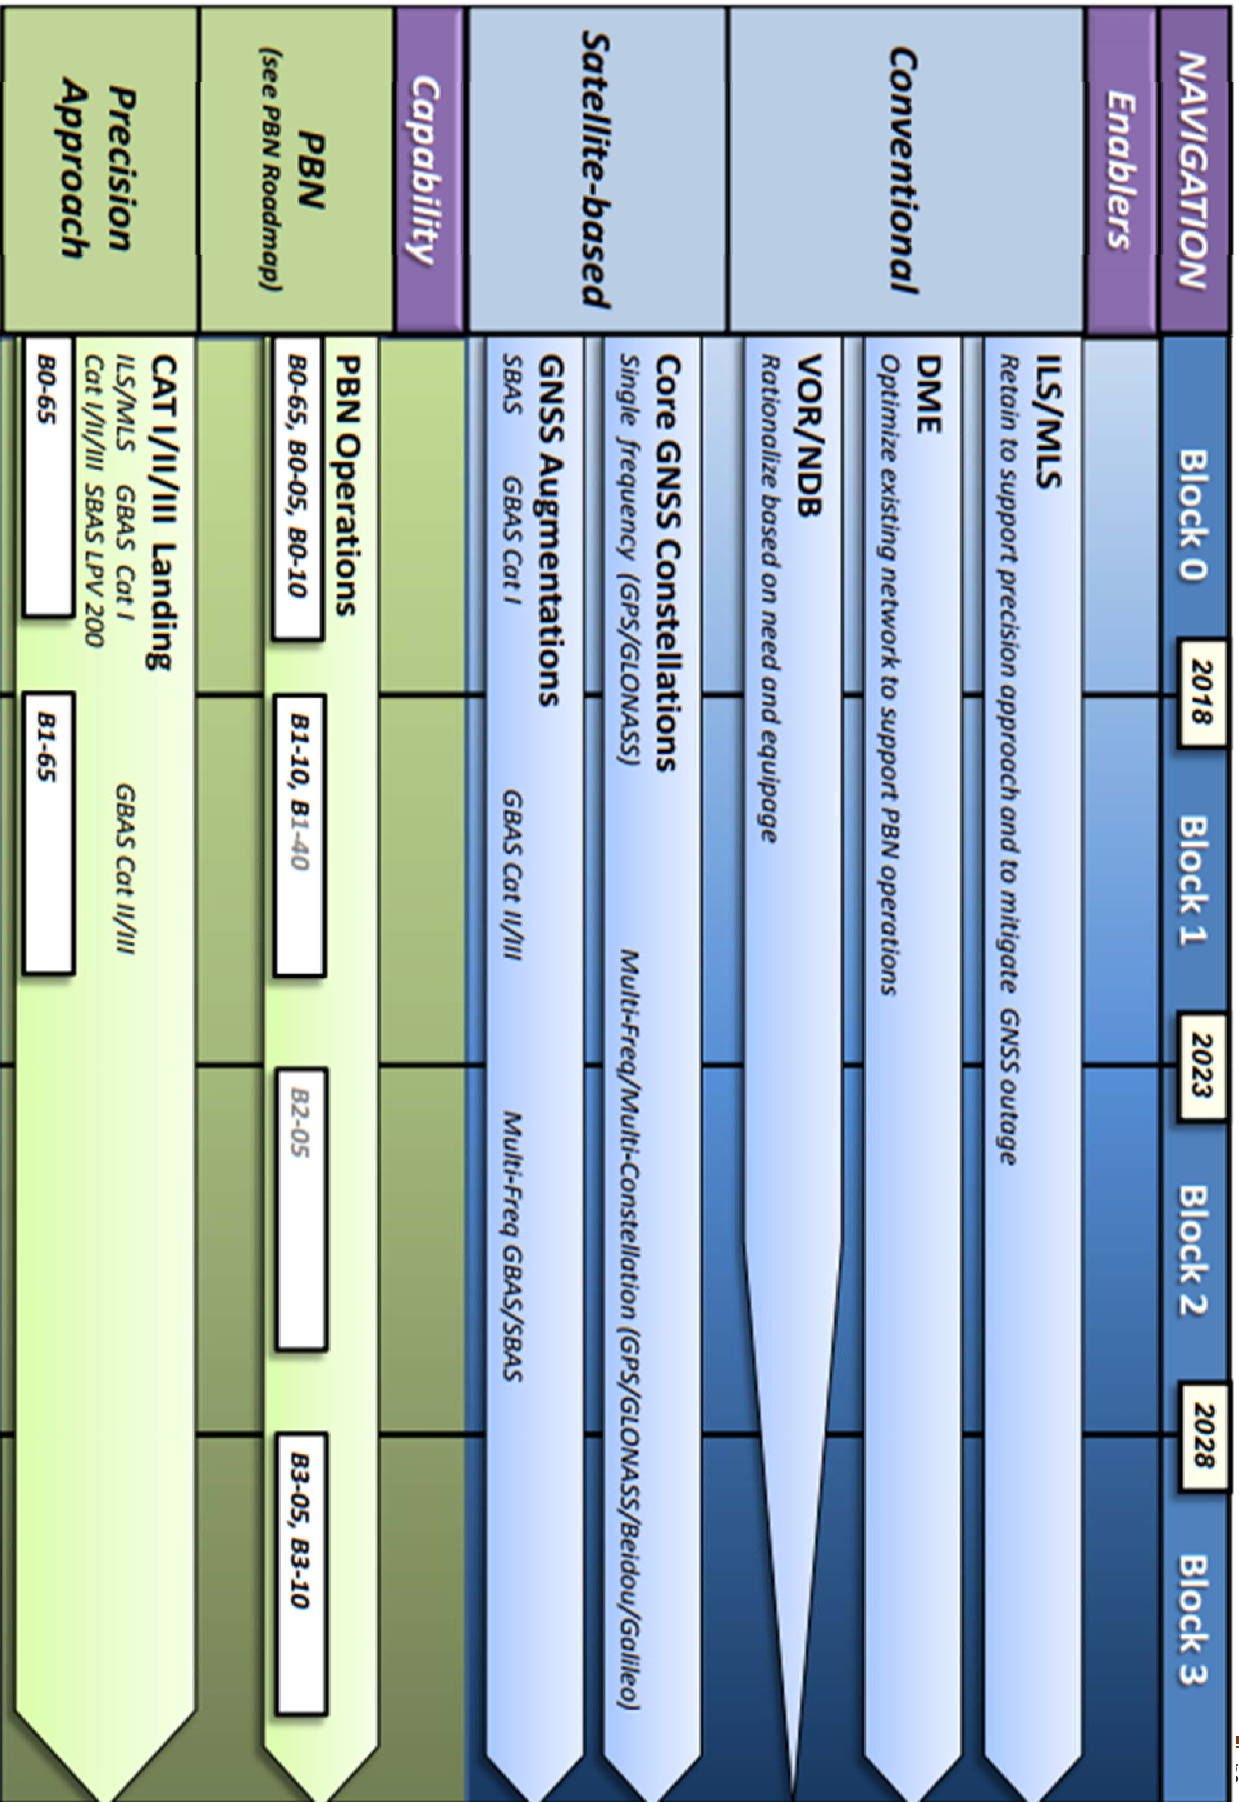 NAVIGATION
Block 0
2018
Block 1
2023
Block 2
2028
Block 3
Enablers
Conventional
ILS/MLS
Retain to support precision approach and to mitigate GNSS outage
DME
Optimize existing network to support PBN operations
VOR/NDB
Rationalize based on need and equipage
Satellite-based
Core GNSS Constellations
Single frequency (GPS/GLONASS) Multi-Freq/Multi-Constellation (GPS/GLONASS/Beidou/Galileo)
GNSS Augmentations
SBAS GBAS Cat I GBAS Cat II/III Multi-Freq GBAS/SBAS
Capability
PBN
(see PBN Roadmap)
PBN Operations
B0-65, B0-05, B0-10
B1-10, B1-40
B2-05
B3-05, B3-10
Precision
Approach
CAT I/II/III Landing
ILS/MLS GBAS Cat I GBAS Cat II/III
Cat I/II/III SBAS LPV 200
B0-65
B1-65